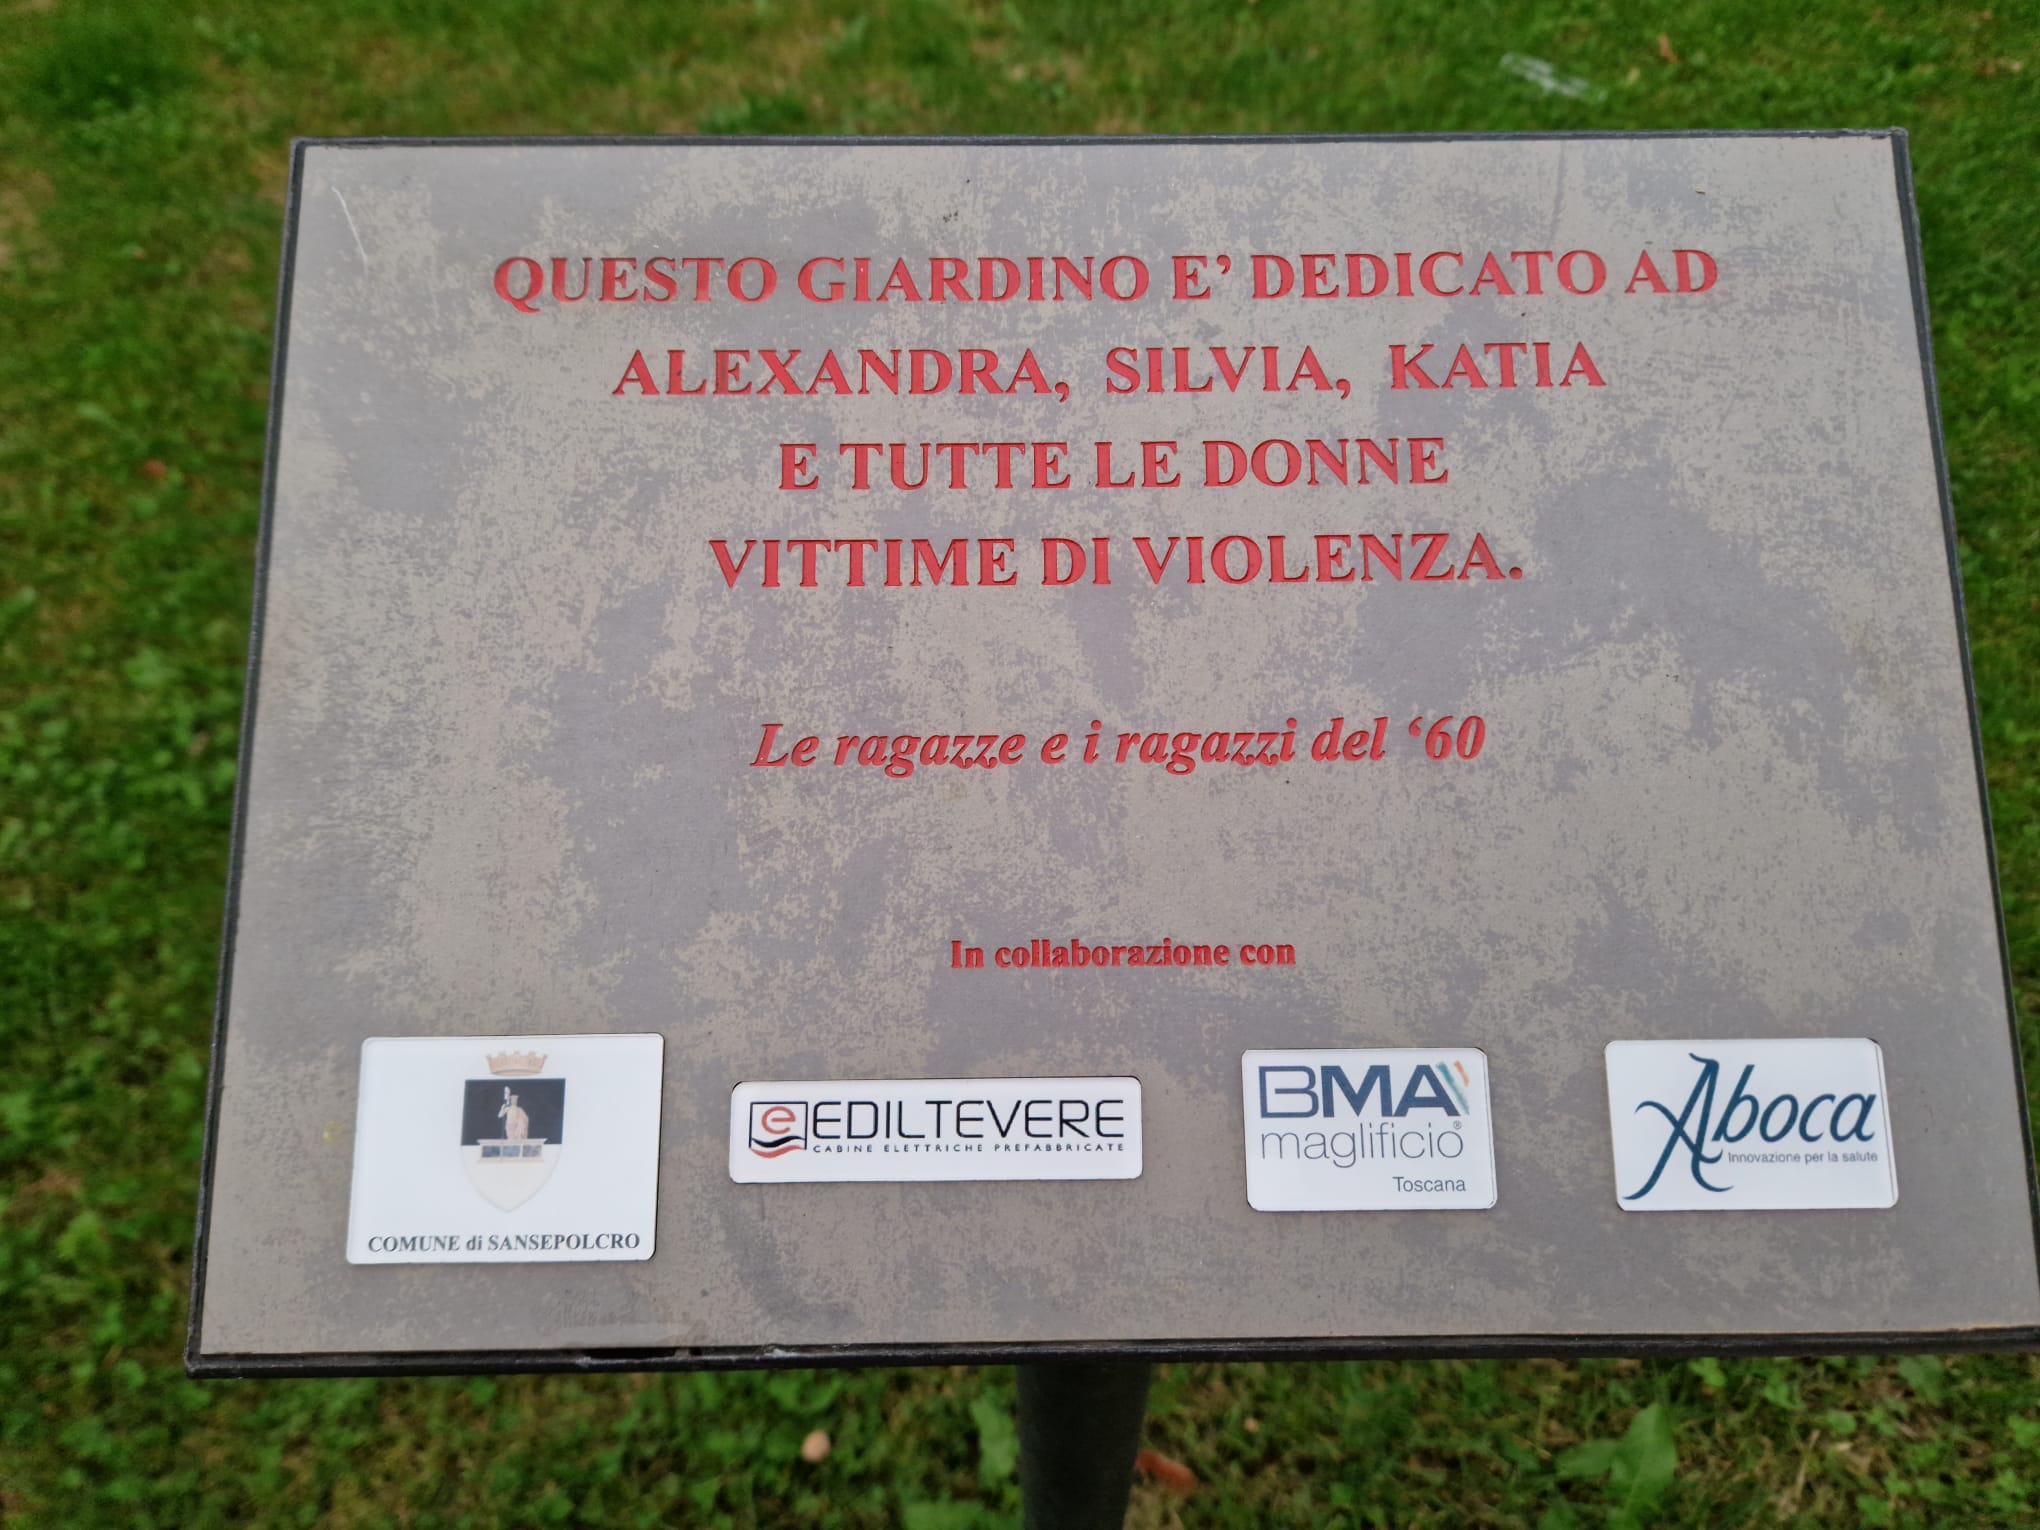 QUESTO GIARDINO E’ DEDICATO AD
ALEXANDRA, SILVIA, KATIA
E TUTTE LE DONNE
VITTIME DI VIOLENZA.
Le ragazze e i ragazzi del ‘60
In collaborazione con
COMUNE di SANSEPOLCRO
e EDILTEVERE
CABINE ELETTRICHE PREFABBRICATE
BMA
maglificio®
Toscana
Aboca
Innovazione per la salute